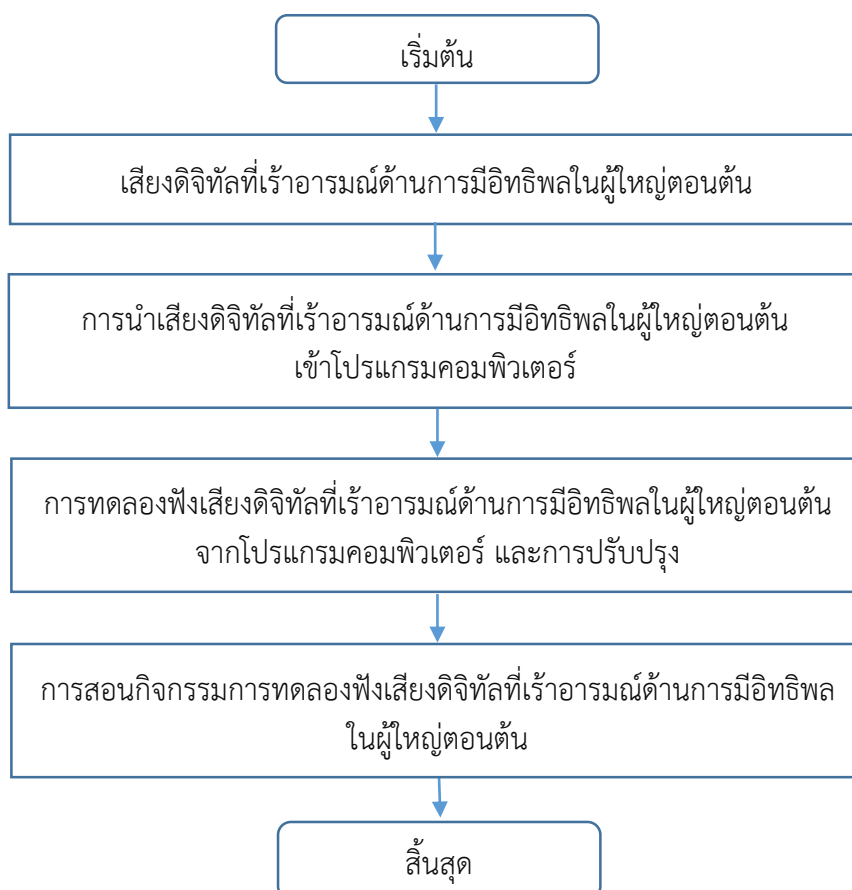 เริ่มต้น
เสียงดิจิทัลที่เร้าอารมณ์ด้านการมีอิทธิพลในผู้ใหญ่ตอนต้น
การนำเสียงดิจิทัลที่เร้าอารมณ์ด้านการมีอิทธิพลในผู้ใหญ่ตอนต้น
เข้าโปรแกรมคอมพิวเตอร์
การทดลองฟังเสียงดิจิทัลที่เร้าอารมณ์ด้านการมีอิทธิพลในผู้ใหญ่ตอนต้น
จากโปรแกรมคอมพิวเตอร์ และการปรับปรุง
การสอนกิจกรรมการทดลองฟังเสียงดิจิทัลที่เร้าอารมณ์ด้านการมีอิทธิพล
ในผู้ใหญ่ตอนต้น
สิ้นสุด